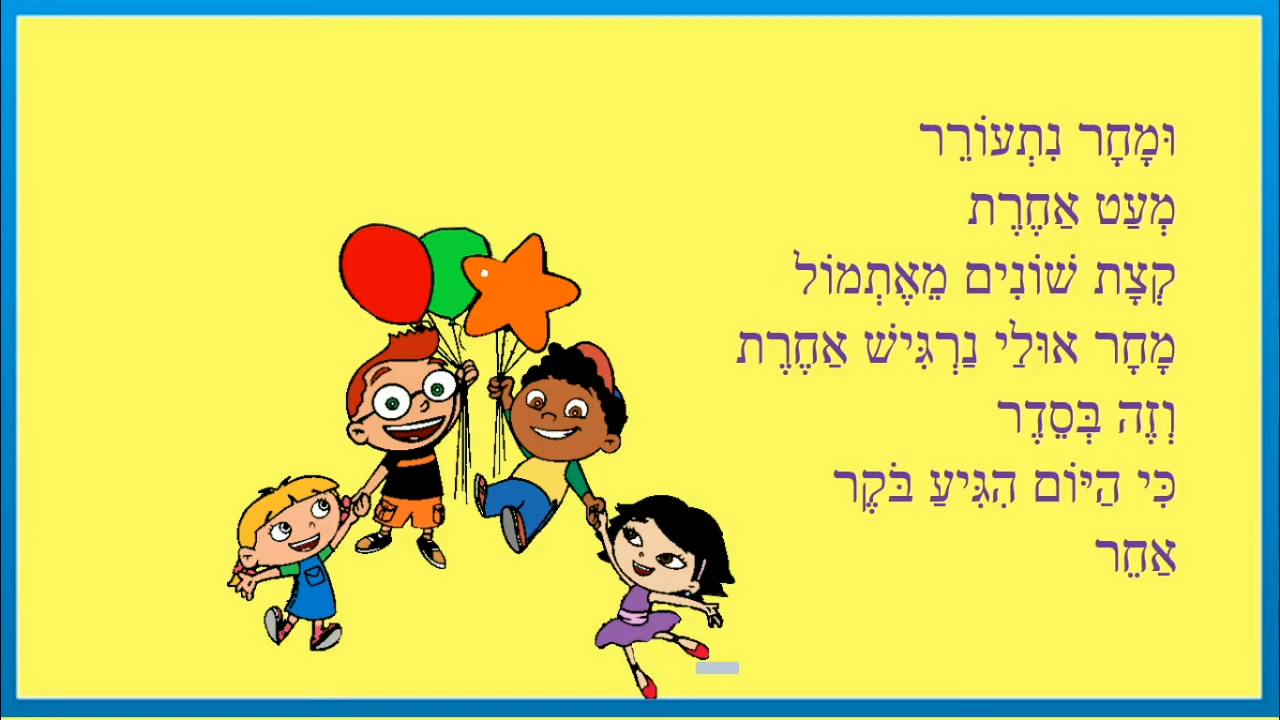 וּמָחָר נִתְעוֹרֵר
מְעַט אַחֶרֶת
קְצָת שׁוֹנִים מֵאֶתְמוֹל
מָחָר אוּלַי נַרְגִּישׁ אַחֶרֶת
וְזֶה בְּסֵדֶר
כִּי הַיּוֹם הִגִּיעַ בֹּקֶר
אַחֵר